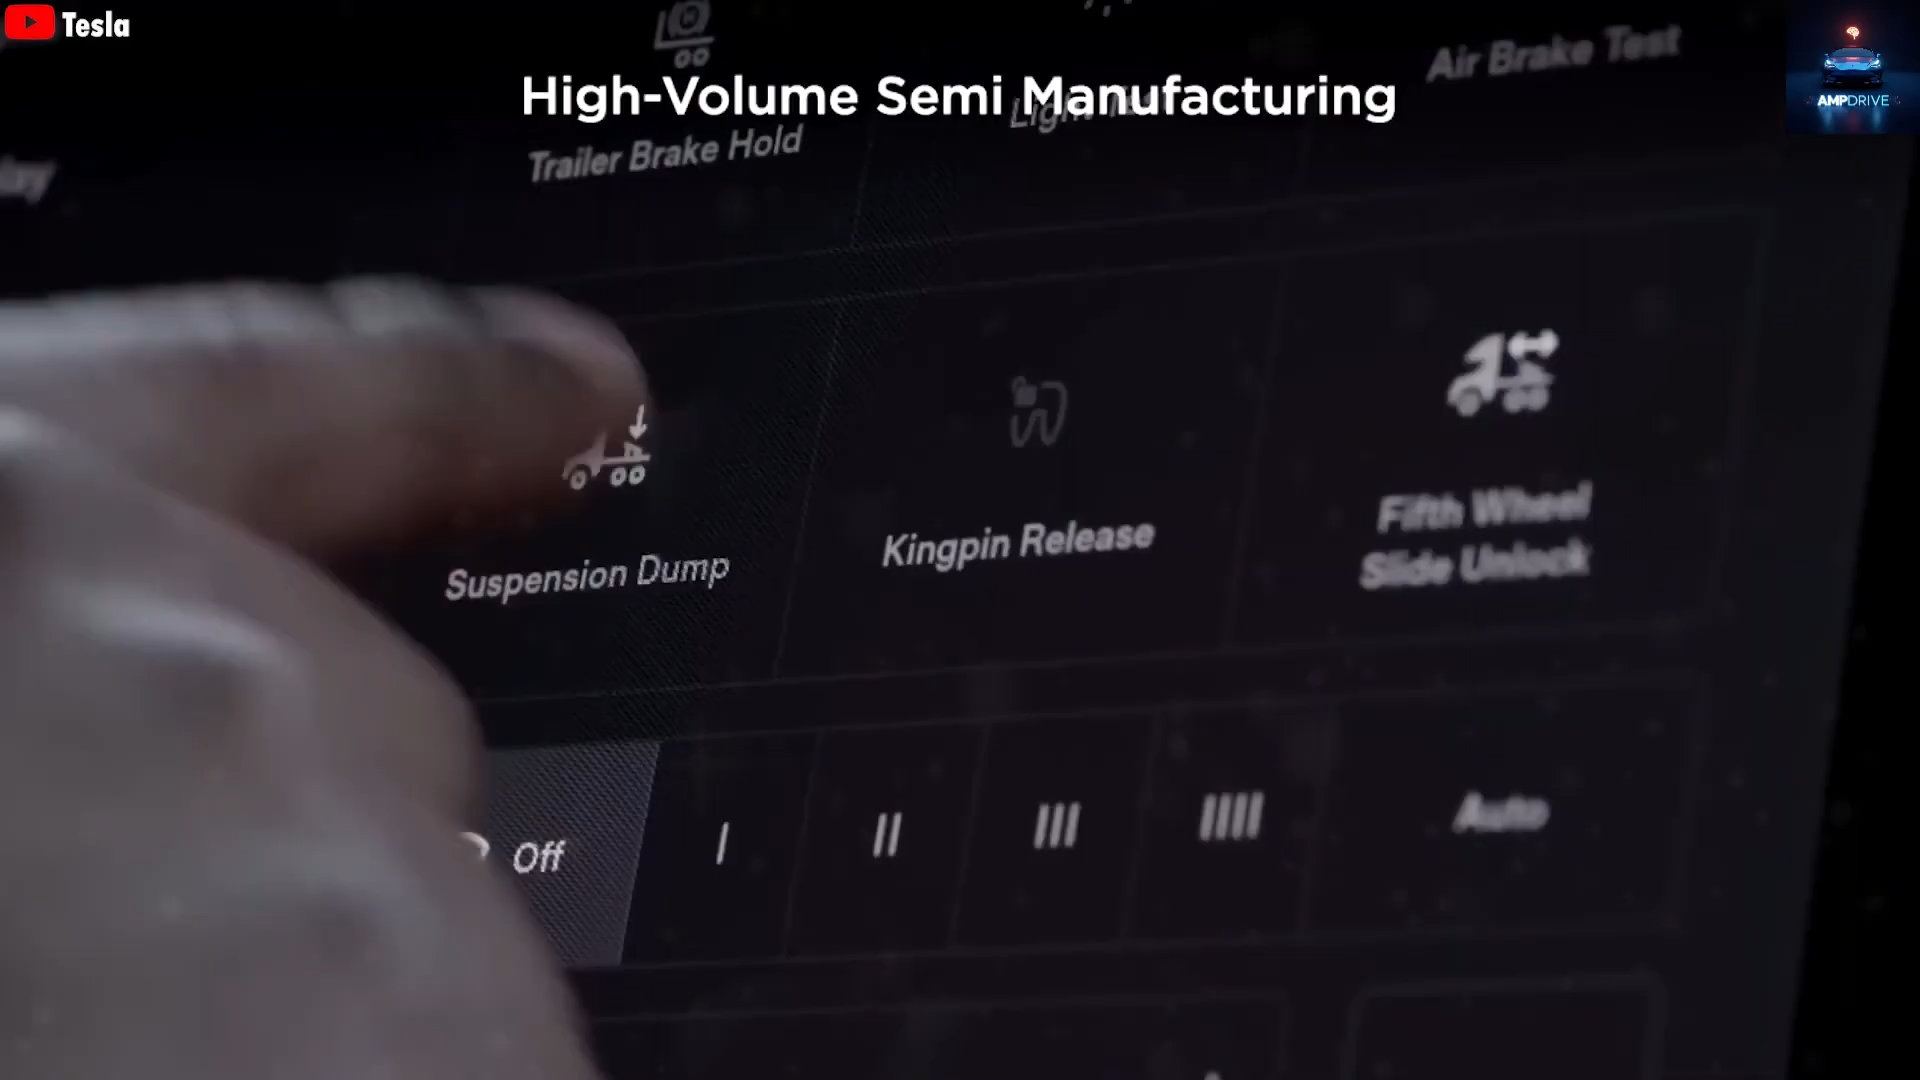 Tesla
High-Volume Semi Manufacturing
Air Brake Test
AMPDRIVE
Trailer Brake Hold
Suspension Dump
Kingpin Release
Fifth Wheel
Slide Unlock
Off
I
II
III
IIII
Auto